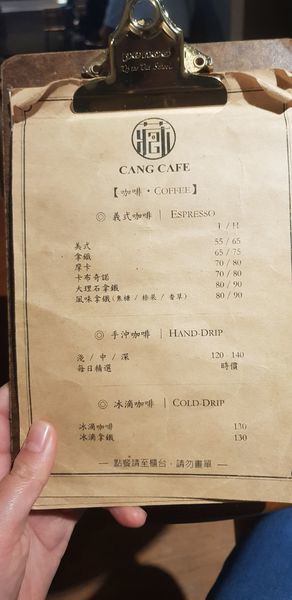 CANG CAFE
【咖啡・COFFEE】
◎ 義式咖啡 | ESPRESSO
I / H
美式 55 / 65
拿鐵 65 / 75
摩卡 70 / 80
卡布奇諾 70 / 80
大理石拿鐵 80 / 90
風味拿鐵(焦糖 / 榛果 / 香草) 80 / 90
◎ 手沖咖啡 | HAND-DRIP
淺 / 中 / 深 120 - 140
每日精選 時價
◎ 冰滴咖啡 | COLD-DRIP
冰滴咖啡 130
冰滴拿鐵 130
— 點餐請至櫃台，請勿畫單 —